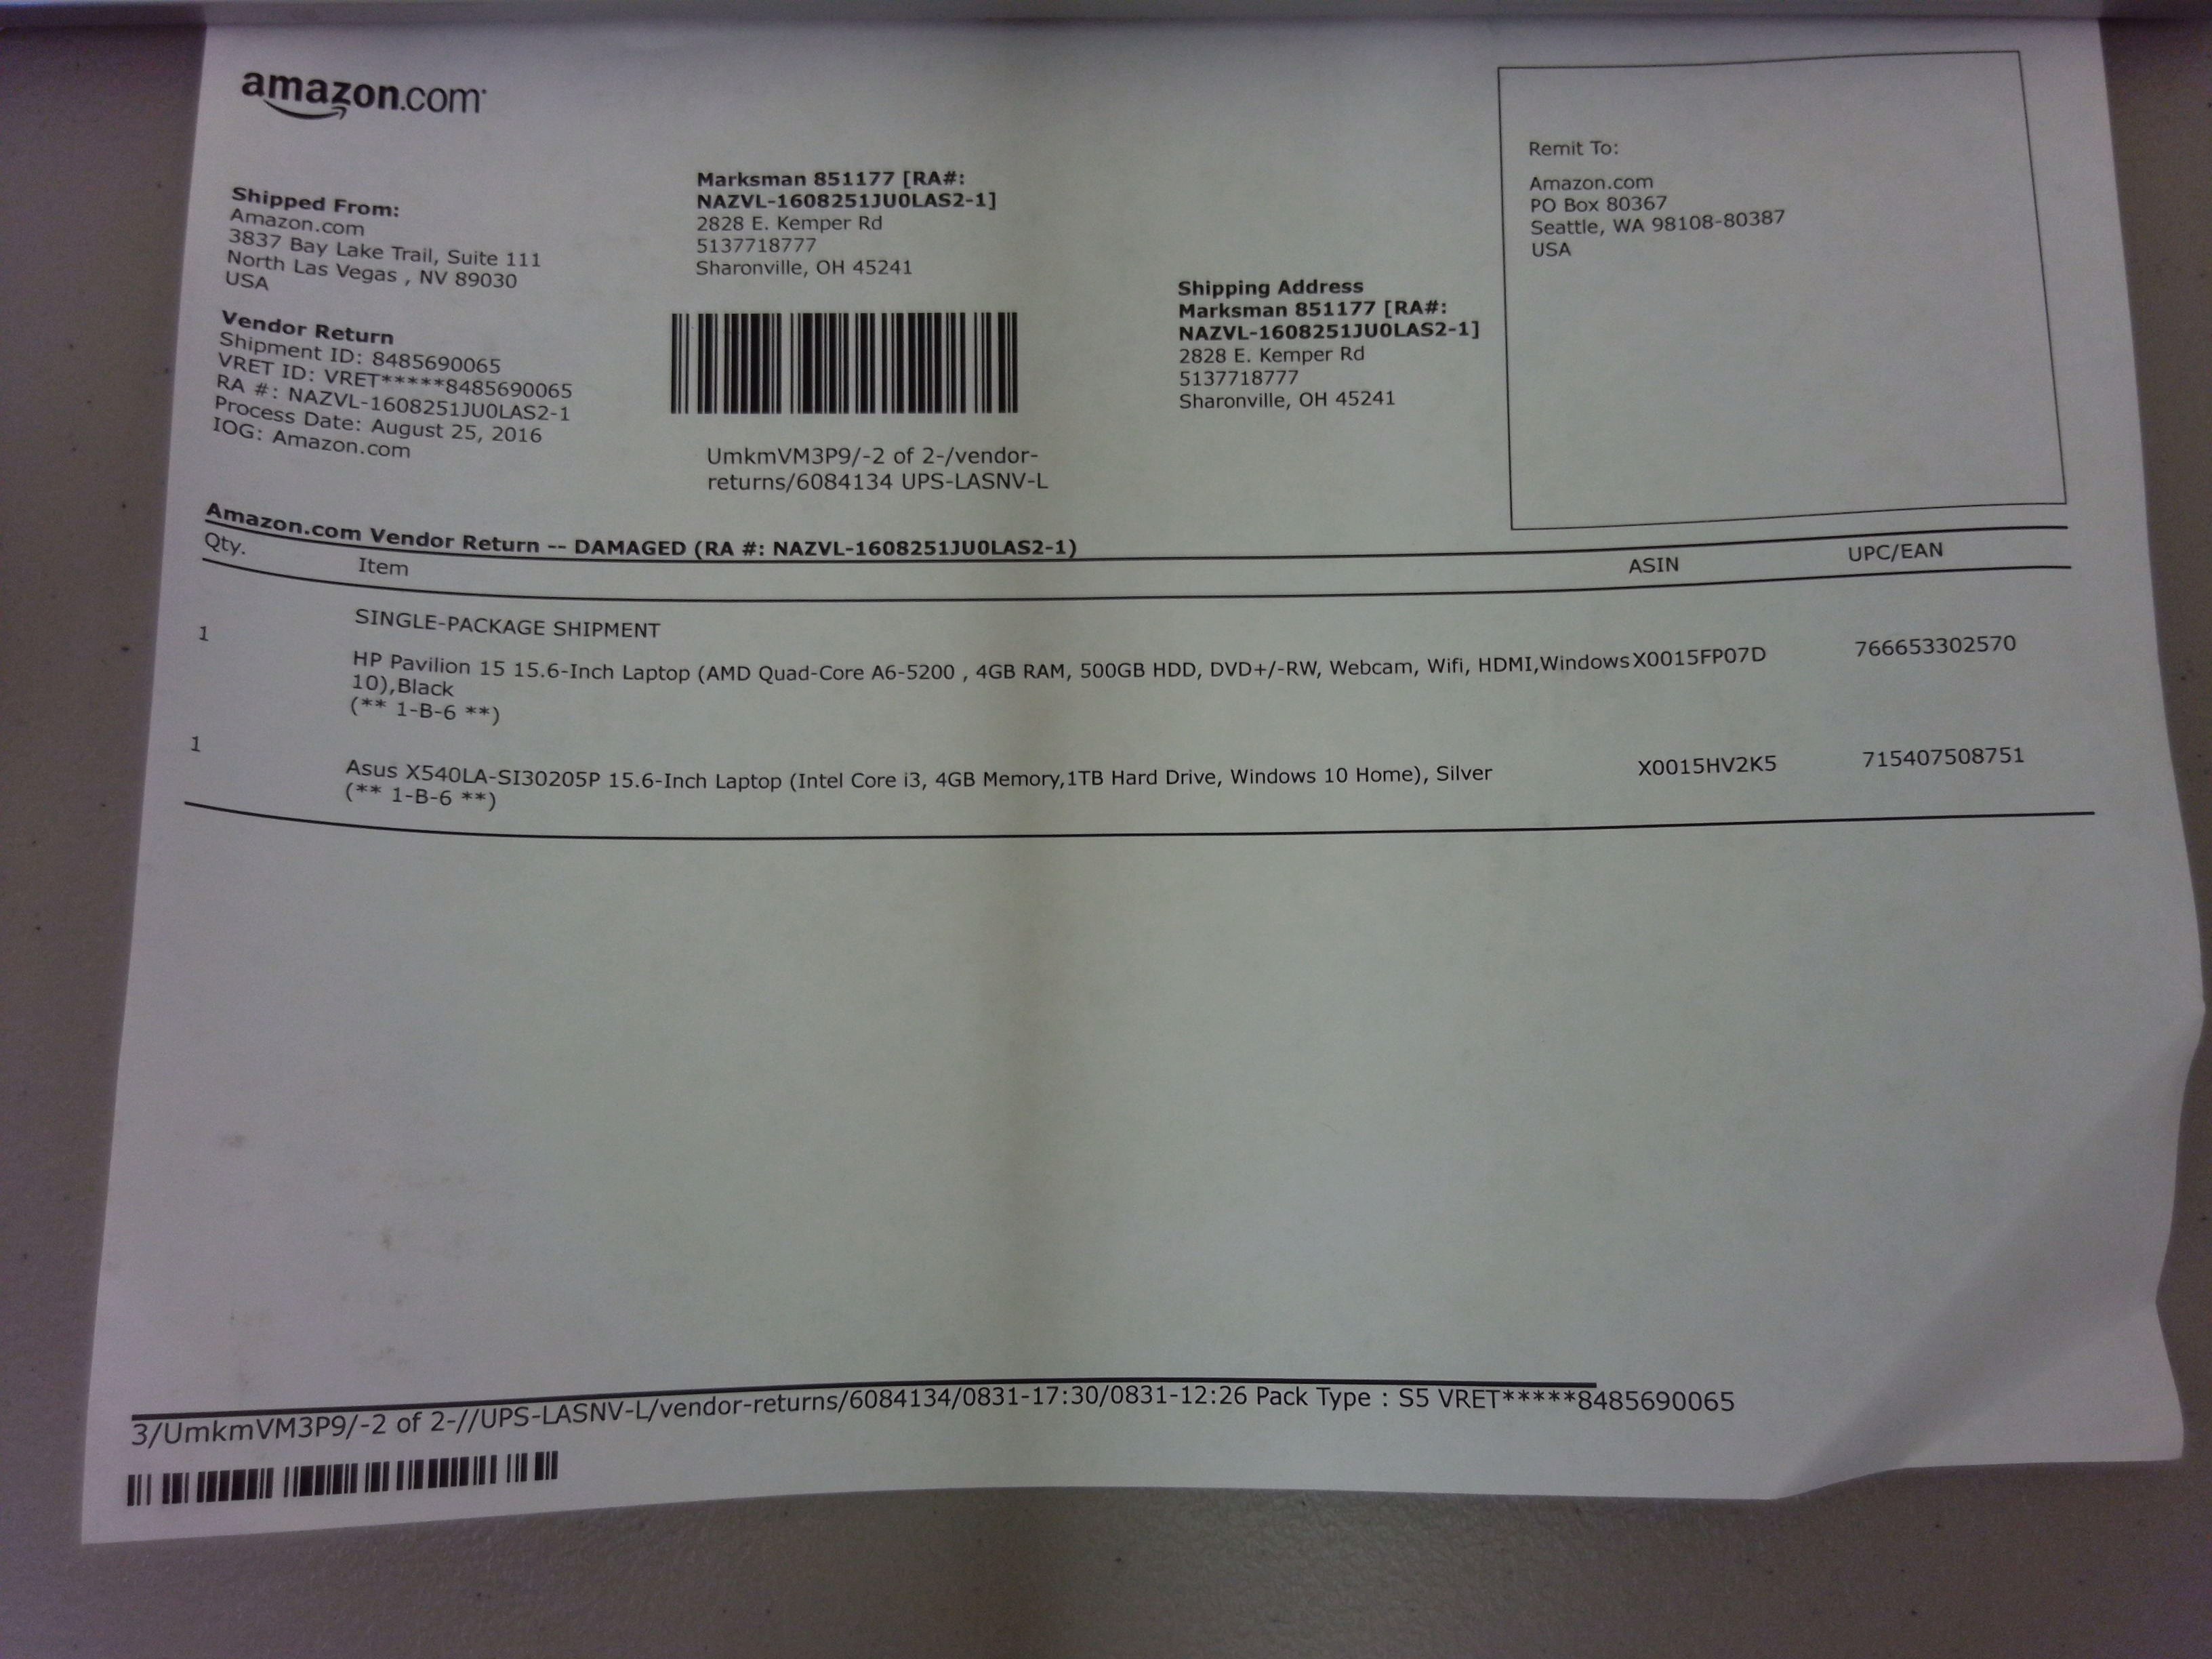 amazon.com
Shipped From:
Amazon.com
3837 Bay Lake Trail, Suite 111
North Las Vegas , NV 89030
USA
Vendor Return
Shipment ID: 8485690065
VRET ID: VRET*****8485690065
RA #: NAZVL-1608251JU0LAS2-1
Process Date: August 25, 2016
IOG: Amazon.com
Marksman 851177 [RA#:
NAZVL-1608251JU0LAS2-1]
2828 E. Kemper Rd
5137718777
Sharonville, OH 45241
UmkmVM3P9/-2 of 2-/vendor-
returns/6084134 UPS-LASNV-L
Shipping Address
Marksman 851177 [RA#:
NAZVL-1608251JU0LAS2-1]
2828 E. Kemper Rd
5137718777
Sharonville, OH 45241
Remit To:
Amazon.com
PO Box 80367
Seattle, WA 98108-80387
USA
Amazon.com Vendor Return -- DAMAGED (RA #: NAZVL-1608251JU0LAS2-1)
Qty. Item ASIN UPC/EAN
SINGLE-PACKAGE SHIPMENT
1 HP Pavilion 15 15.6-Inch Laptop (AMD Quad-Core A6-5200 , 4GB RAM, 500GB HDD, DVD+/-RW, Webcam, Wifi, HDMI,Windows X0015FP07D 766653302570
10),Black
(** 1-B-6 **)
1 Asus X540LA-SI30205P 15.6-Inch Laptop (Intel Core i3, 4GB Memory,1TB Hard Drive, Windows 10 Home), Silver X0015HV2K5 715407508751
(** 1-B-6 **)
3/UmkmVM3P9/-2 of 2-//UPS-LASNV-L/vendor-returns/6084134/0831-17:30/0831-12:26 Pack Type : S5 VRET*****8485690065